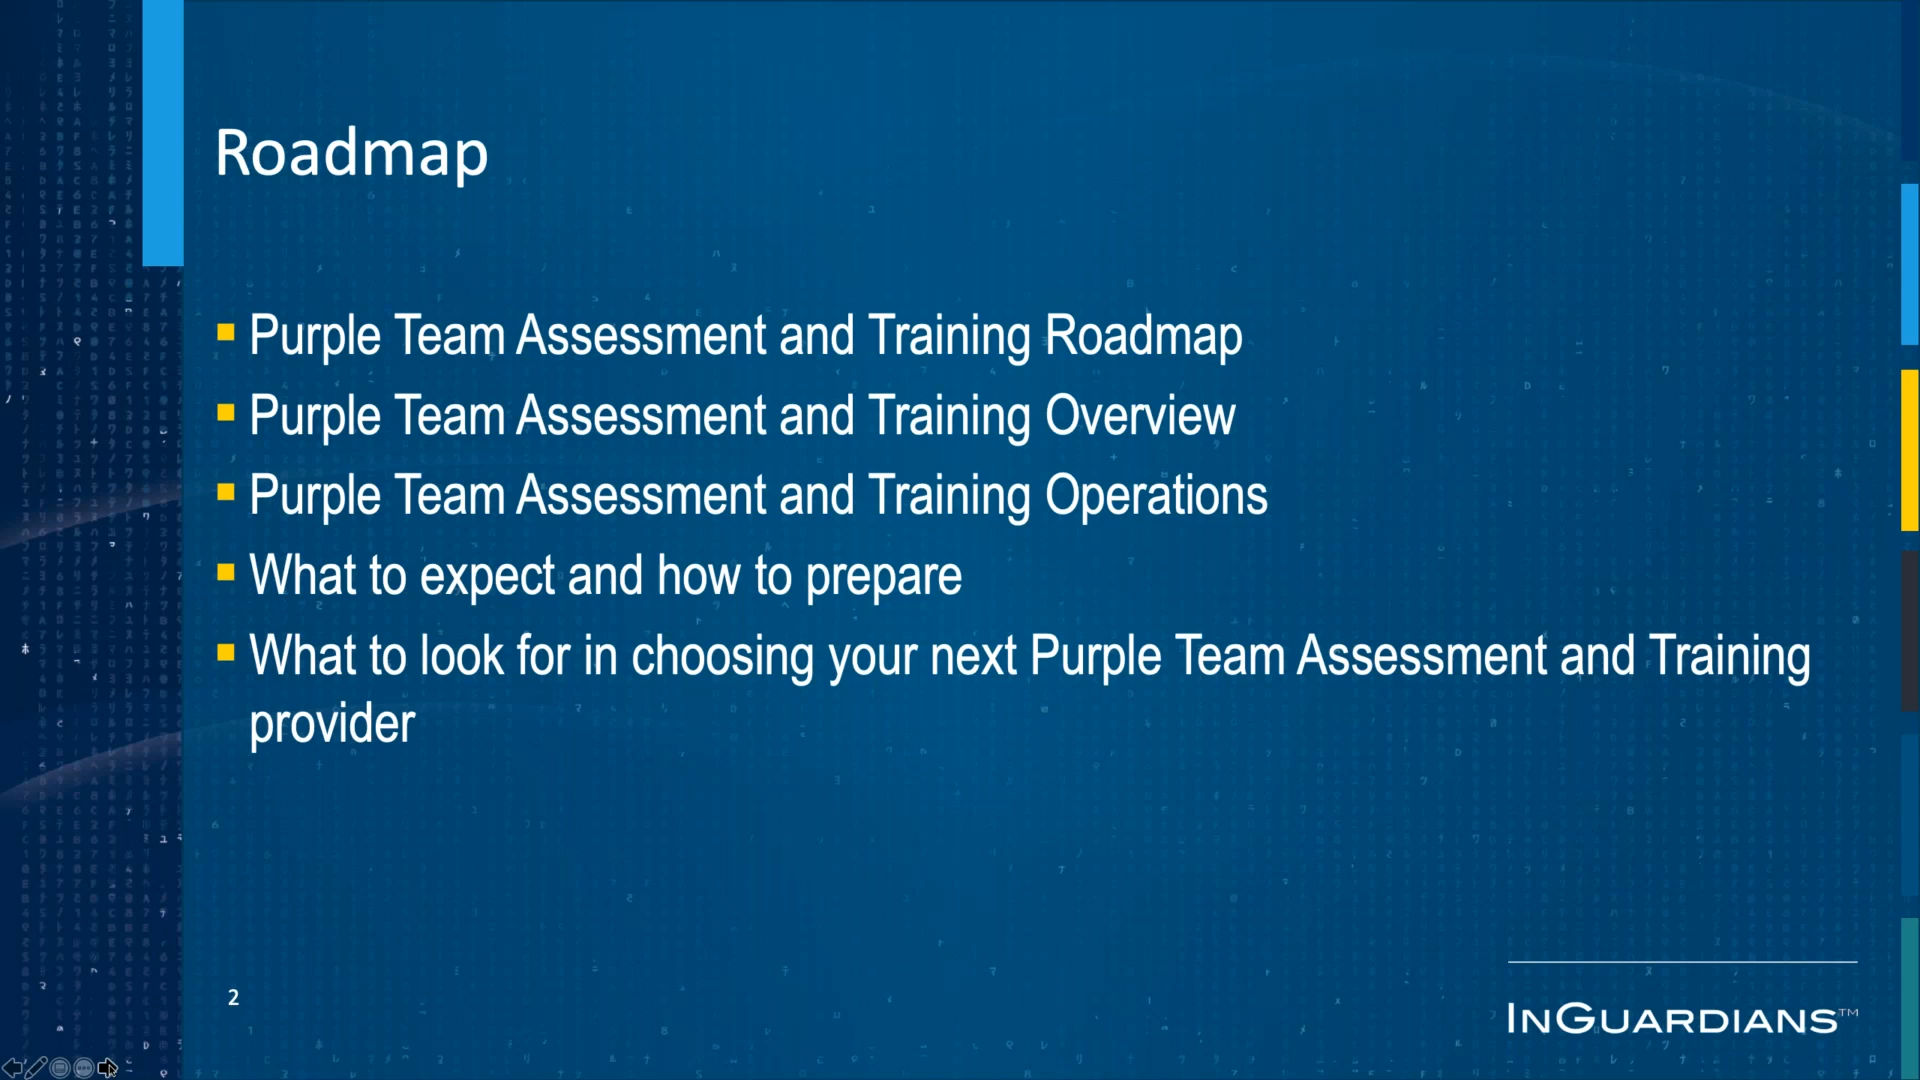 Roadmap
Purple Team Assessment and Training Roadmap
Purple Team Assessment and Training Overview
Purple Team Assessment and Training Operations
What to expect and how to prepare
What to look for in choosing your next Purple Team Assessment and Training
provider
2
INGUARDIANS™